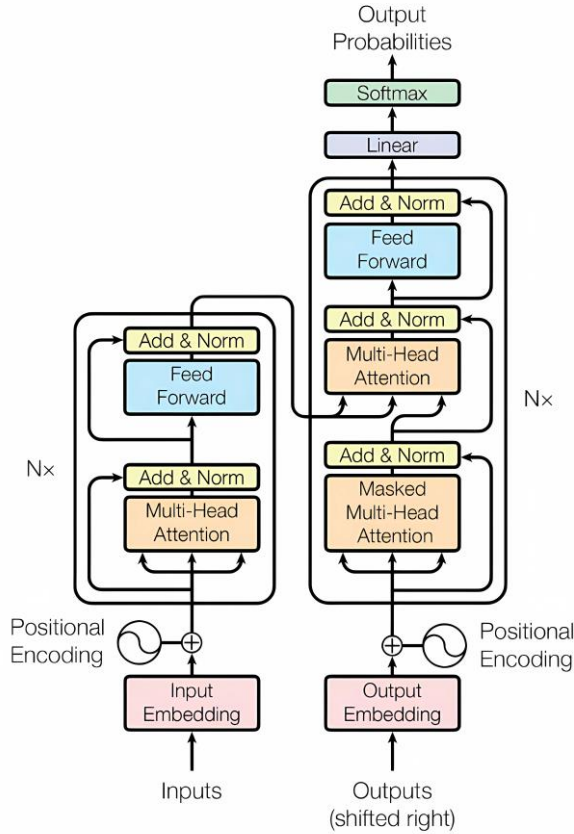 Output
Probabilities
Softmax
Linear
Add & Norm
Feed
Forward
Add & Norm
Multi-Head
Attention
Add & Norm
Masked
Multi-Head
Attention
Nx
Add & Norm
Feed
Forward
Nx
Add & Norm
Multi-Head
Attention
Positional
Encoding
Positional
Encoding
Input
Embedding
Output
Embedding
Inputs
Outputs
(shifted right)